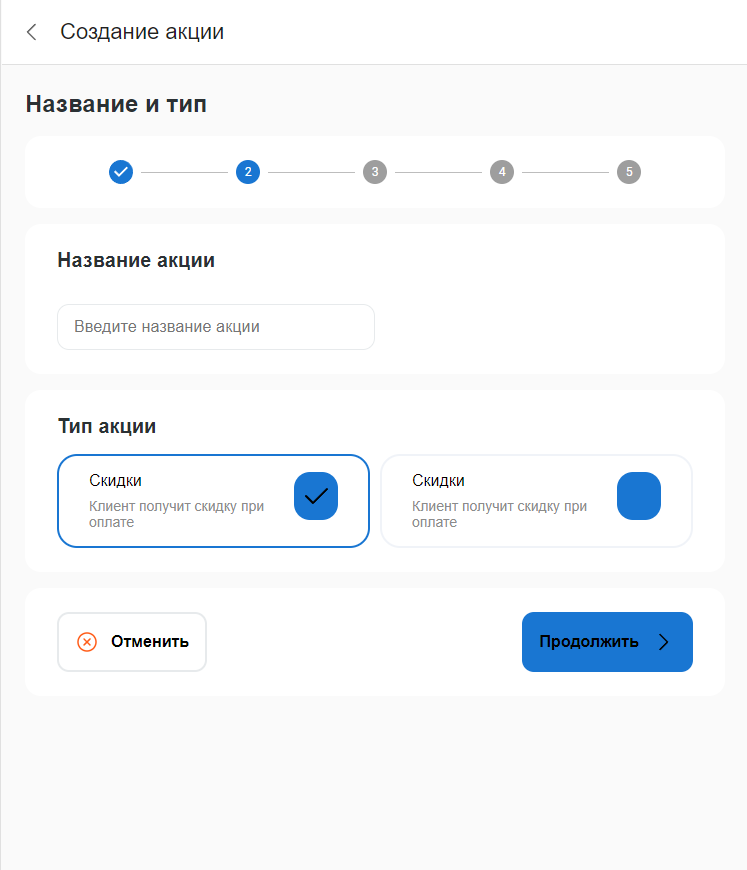 Создание акции
Название и тип
2 3 4 5
Название акции
Введите название акции
Тип акции
Скидки
Клиент получит скидку при
оплате
Скидки
Клиент получит скидку при
оплате
Отменить
Продолжить